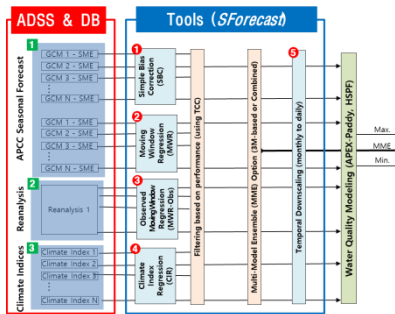 ADSS & DB
Tools (SForecast)
1
APCC Seasonal Forecast
GCM 1 - SME
GCM 2 - SME
GCM 3 - SME
GCM N - SME
GCM 1 - SME
GCM 2 - SME
GCM 3 - SME
GCM N - SME
2
Reanalysis
Reanalysis 1
3
Climate Indices
Climate Index 1
Climate Index 2
Climate Index 3
Climate Index N
1
Simple Bias
Correction
(SBC)
2
Moving
Window
Regression
(MWR)
3
Observed
MovingWindow
Regression
(MWR-Obs)
4
Climate
Index
Regression
(CIR)
Filtering based on performance (using TCC)
Multi-Model Ensemble (MME) Option (3M-based or Combined)
5
Temporal Downscaling (monthly to daily)
Water Quality Modeling (APEX-Paddy, HSPF)
Max.
MME
Min.